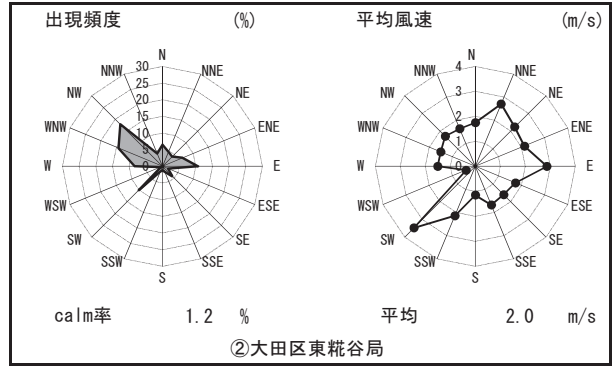 出現頻度 (%)
平均風速 (m/s)
N
NNE
NE
ENE
E
ESE
SE
SSE
S
SSW
SW
WSW
W
WNW
NW
NNW
30
25
20
15
10
5
0
N
NNE
NE
ENE
E
ESE
SE
SSE
S
SSW
SW
WSW
W
WNW
NW
NNW
4
3
2
1
0
calm率 1.2 %
平均 2.0 m/s
②大田区東糀谷局